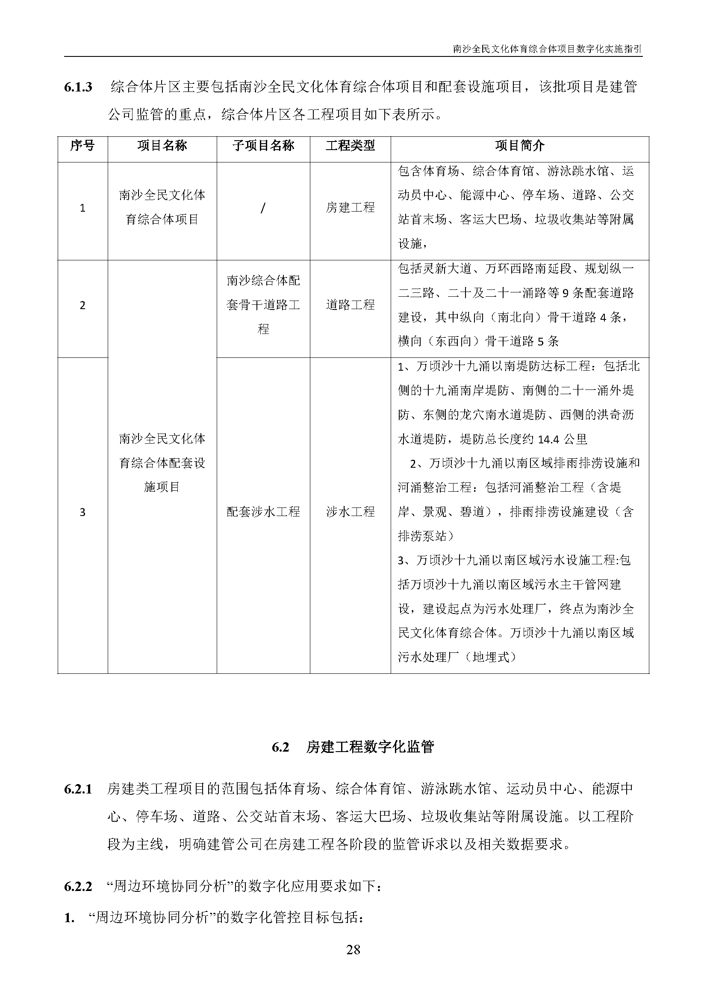 南沙全民文化体育综合体项目数字化实施指引
6.1.3 综合体片区主要包括南沙全民文化体育综合体项目和配套设施项目，该批项目是建管
公司监管的重点，综合体片区各工程项目如下表所示。
序号 项目名称 子项目名称 工程类型 项目简介
1
南沙全民文化体
育综合体项目
/
房建工程
包含体育场、综合体育馆、游泳跳水馆、运
动员中心、能源中心、停车场、道路、公交
站首末场、客运大巴场、垃圾收集站等附属
设施，
2
南沙综合体配
套骨干道路工
程
道路工程
包括灵新大道、万环西路南延段、规划纵一
二三路、二十及二十一涌路等 9 条配套道路
建设，其中纵向（南北向）骨干道路 4 条，
横向（东西向）骨干道路 5 条
3
南沙全民文化体
育综合体配套设
施项目
配套涉水工程
涉水工程
1、万顷沙十九涌以南堤防达标工程：包括北
侧的十九涌南岸堤防、南侧的二十一涌外堤
防、东侧的龙穴南水道堤防、西侧的洪奇沥
水道堤防，堤防总长度约 14.4 公里
2、万顷沙十九涌以南区域排雨排涝设施和
河涌整治工程：包括河涌整治工程（含堤
岸、景观、碧道），排雨排涝设施建设（含
排涝泵站）
3、万顷沙十九涌以南区域污水设施工程:包
括万顷沙十九涌以南区域污水主干管网建
设，建设起点为污水处理厂，终点为南沙全
民文化体育综合体。万顷沙十九涌以南区域
污水处理厂（地埋式）
6.2 房建工程数字化监管
6.2.1 房建类工程项目的范围包括体育场、综合体育馆、游泳跳水馆、运动员中心、能源中
心、停车场、道路、公交站首末场、客运大巴场、垃圾收集站等附属设施。以工程阶
段为主线，明确建管公司在房建工程各阶段的监管诉求以及相关数据要求。
6.2.2 “周边环境协同分析”的数字化应用要求如下：
1. “周边环境协同分析”的数字化管控目标包括：
28